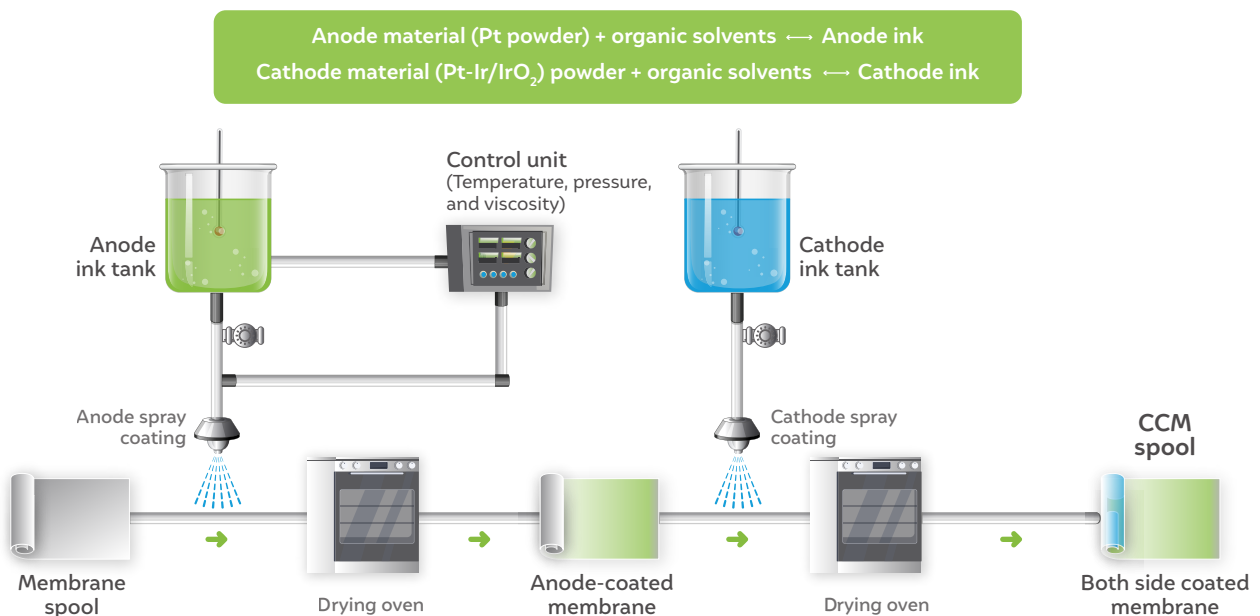 Anode material (Pt powder) + organic solvents ⟷ Anode ink
Cathode material (Pt-Ir/IrO₂) powder + organic solvents ⟷ Cathode ink
Anode
ink tank
Control unit
(Temperature, pressure,
and viscosity)
Cathode
ink tank
Anode spray
coating
Cathode spray
coating
CCM
spool
Membrane
spool
Drying oven
Anode-coated
membrane
Drying oven
Both side coated
membrane